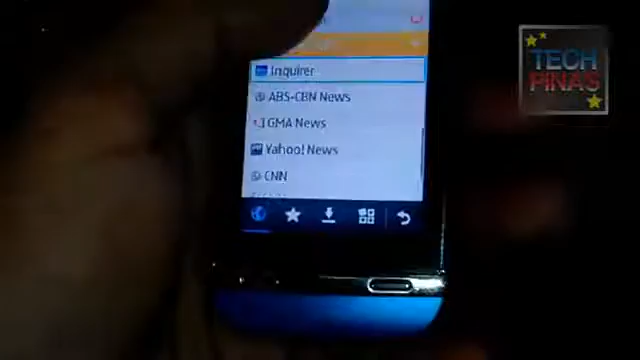 TECH
PINAS
Inquirer
ABS-CBN News
GMA News
Yahoo! News
CNN